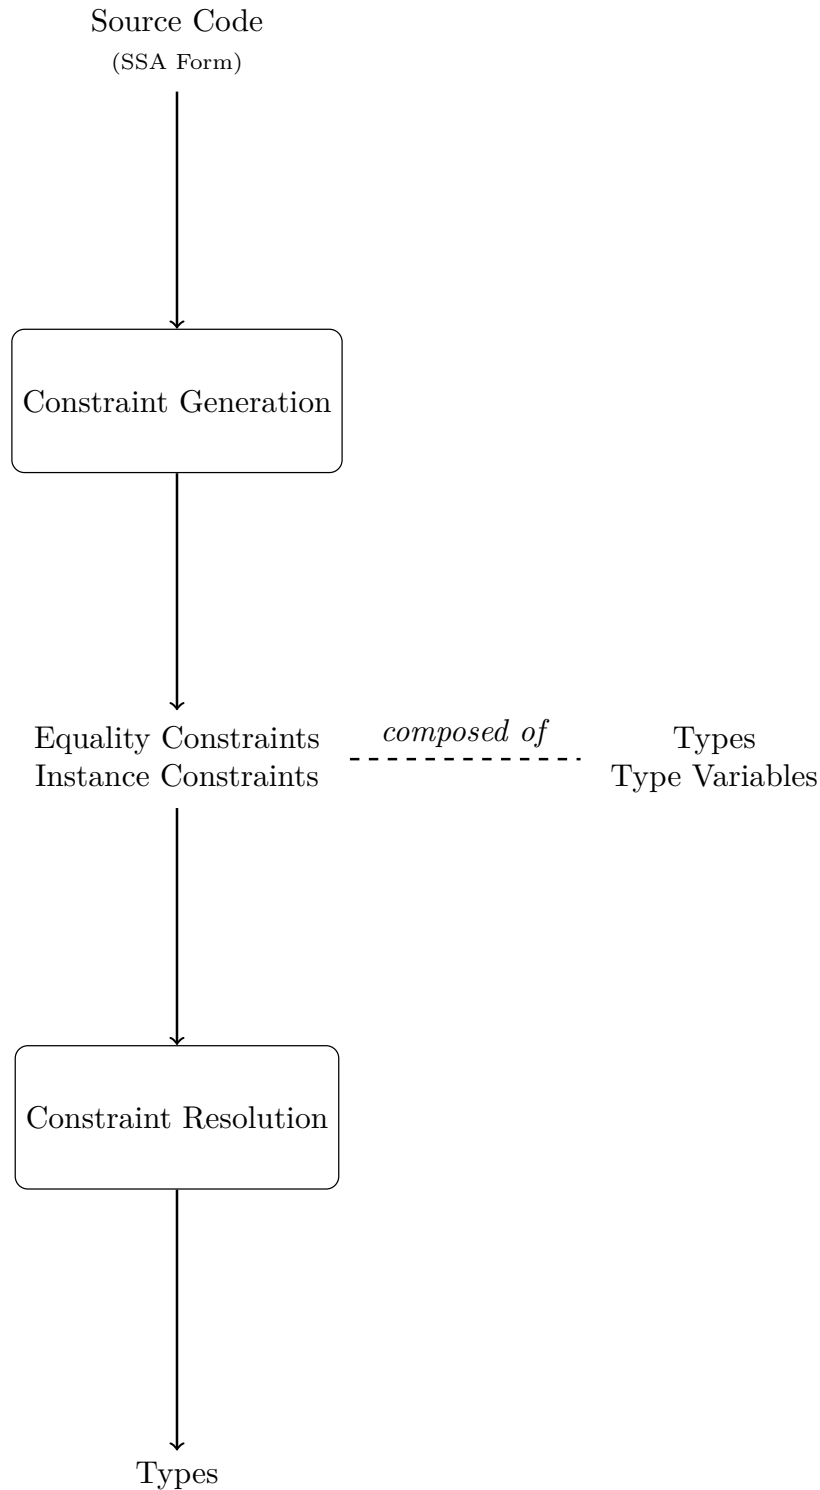 Source Code
(SSA Form)
Constraint Generation
Equality Constraints
Instance Constraints
composed of
Types
Type Variables
Constraint Resolution
Types